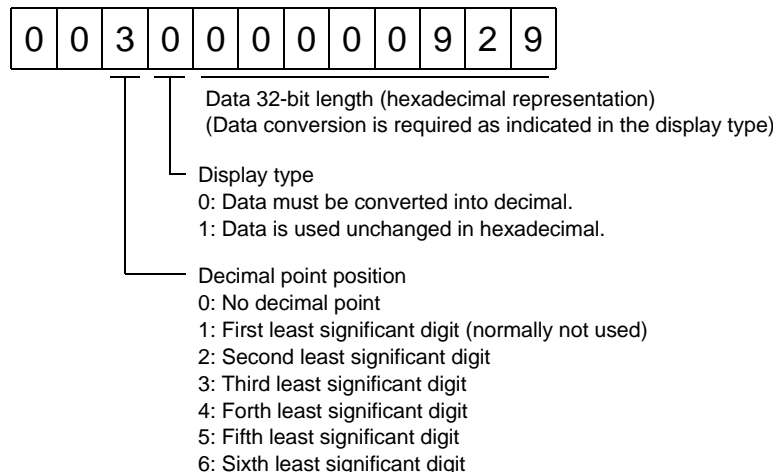 0 0 3 0 0 0 0 0 0 9 2 9
Data 32-bit length (hexadecimal representation)
(Data conversion is required as indicated in the display type)
Display type
0: Data must be converted into decimal.
1: Data is used unchanged in hexadecimal.
Decimal point position
0: No decimal point
1: First least significant digit (normally not used)
2: Second least significant digit
3: Third least significant digit
4: Forth least significant digit
5: Fifth least significant digit
6: Sixth least significant digit